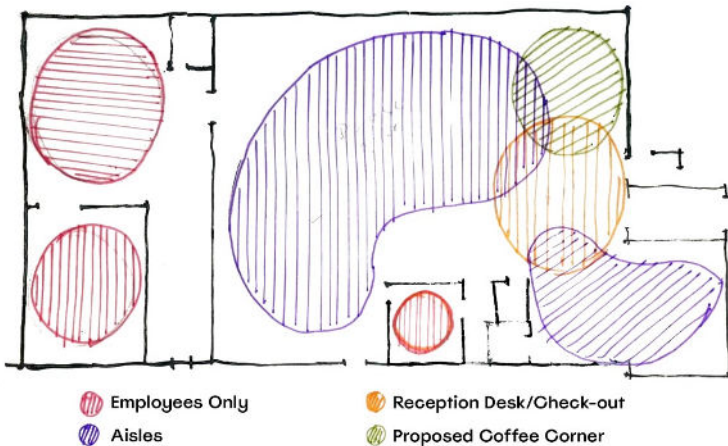 Employees Only
Reception Desk/Check-out
Aisles
Proposed Coffee Corner